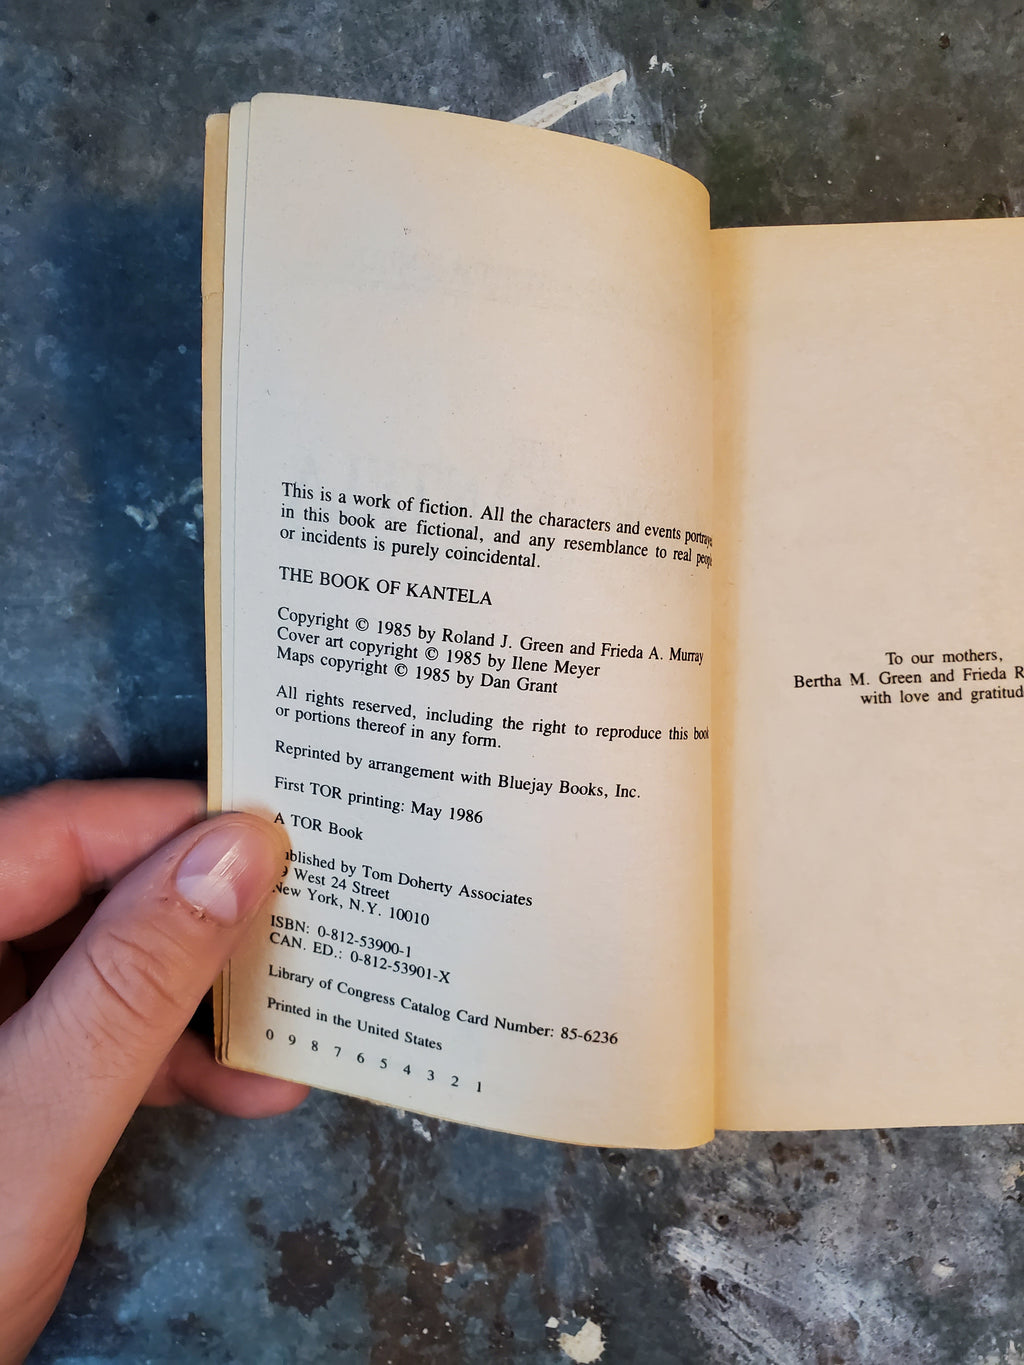 This is a work of fiction. All the characters and events
in this book are fictional, and any resemblance to real
or incidents is purely coincidental.
THE BOOK OF KANTELA
Copyright © 1985 by Roland J. Green and Frieda A. Murray
Cover art copyright © 1985 by Ilene Meyer
Maps copyright © 1985 by Dan Grant
All rights reserved, including the right to reproduce this book
or portions thereof in any form.
Reprinted by arrangement with Bluejay Books, Inc.
First TOR printing: May 1986
A TOR Book
by Tom Doherty Associates
West 24 Street
New York, N.Y. 10010
ISBN: 0-812-53900-1
CAN. ED.: 0-812-53901-X
Library of Congress Catalog Card Number: 85-6236
Printed in the United States
0 9 8 7 6 5 4 3 2 1
To our mothers,
Bertha M. Green and Frieda
with love and